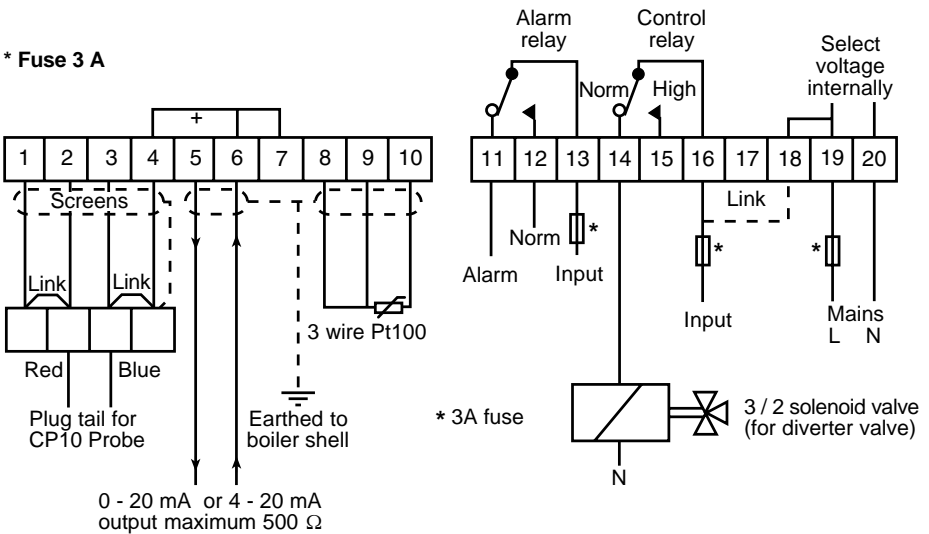 * Fuse 3 A
Alarm
relay
Control
relay
Select
voltage
internally
Norm
High
+
1 2 3 4 5 6 7 8 9 10
11 12 13 14 15 16 17 18 19 20
Screens
Link
Link
Link
Norm
*
*
*
Alarm
Input
Input
Mains
L N
3 wire Pt100
Red
Blue
Plug tail for
CP10 Probe
Earthed to
boiler shell
* 3A fuse
3 / 2 solenoid valve
(for diverter valve)
N
0 - 20 mA or 4 - 20 mA
output maximum 500 Ω